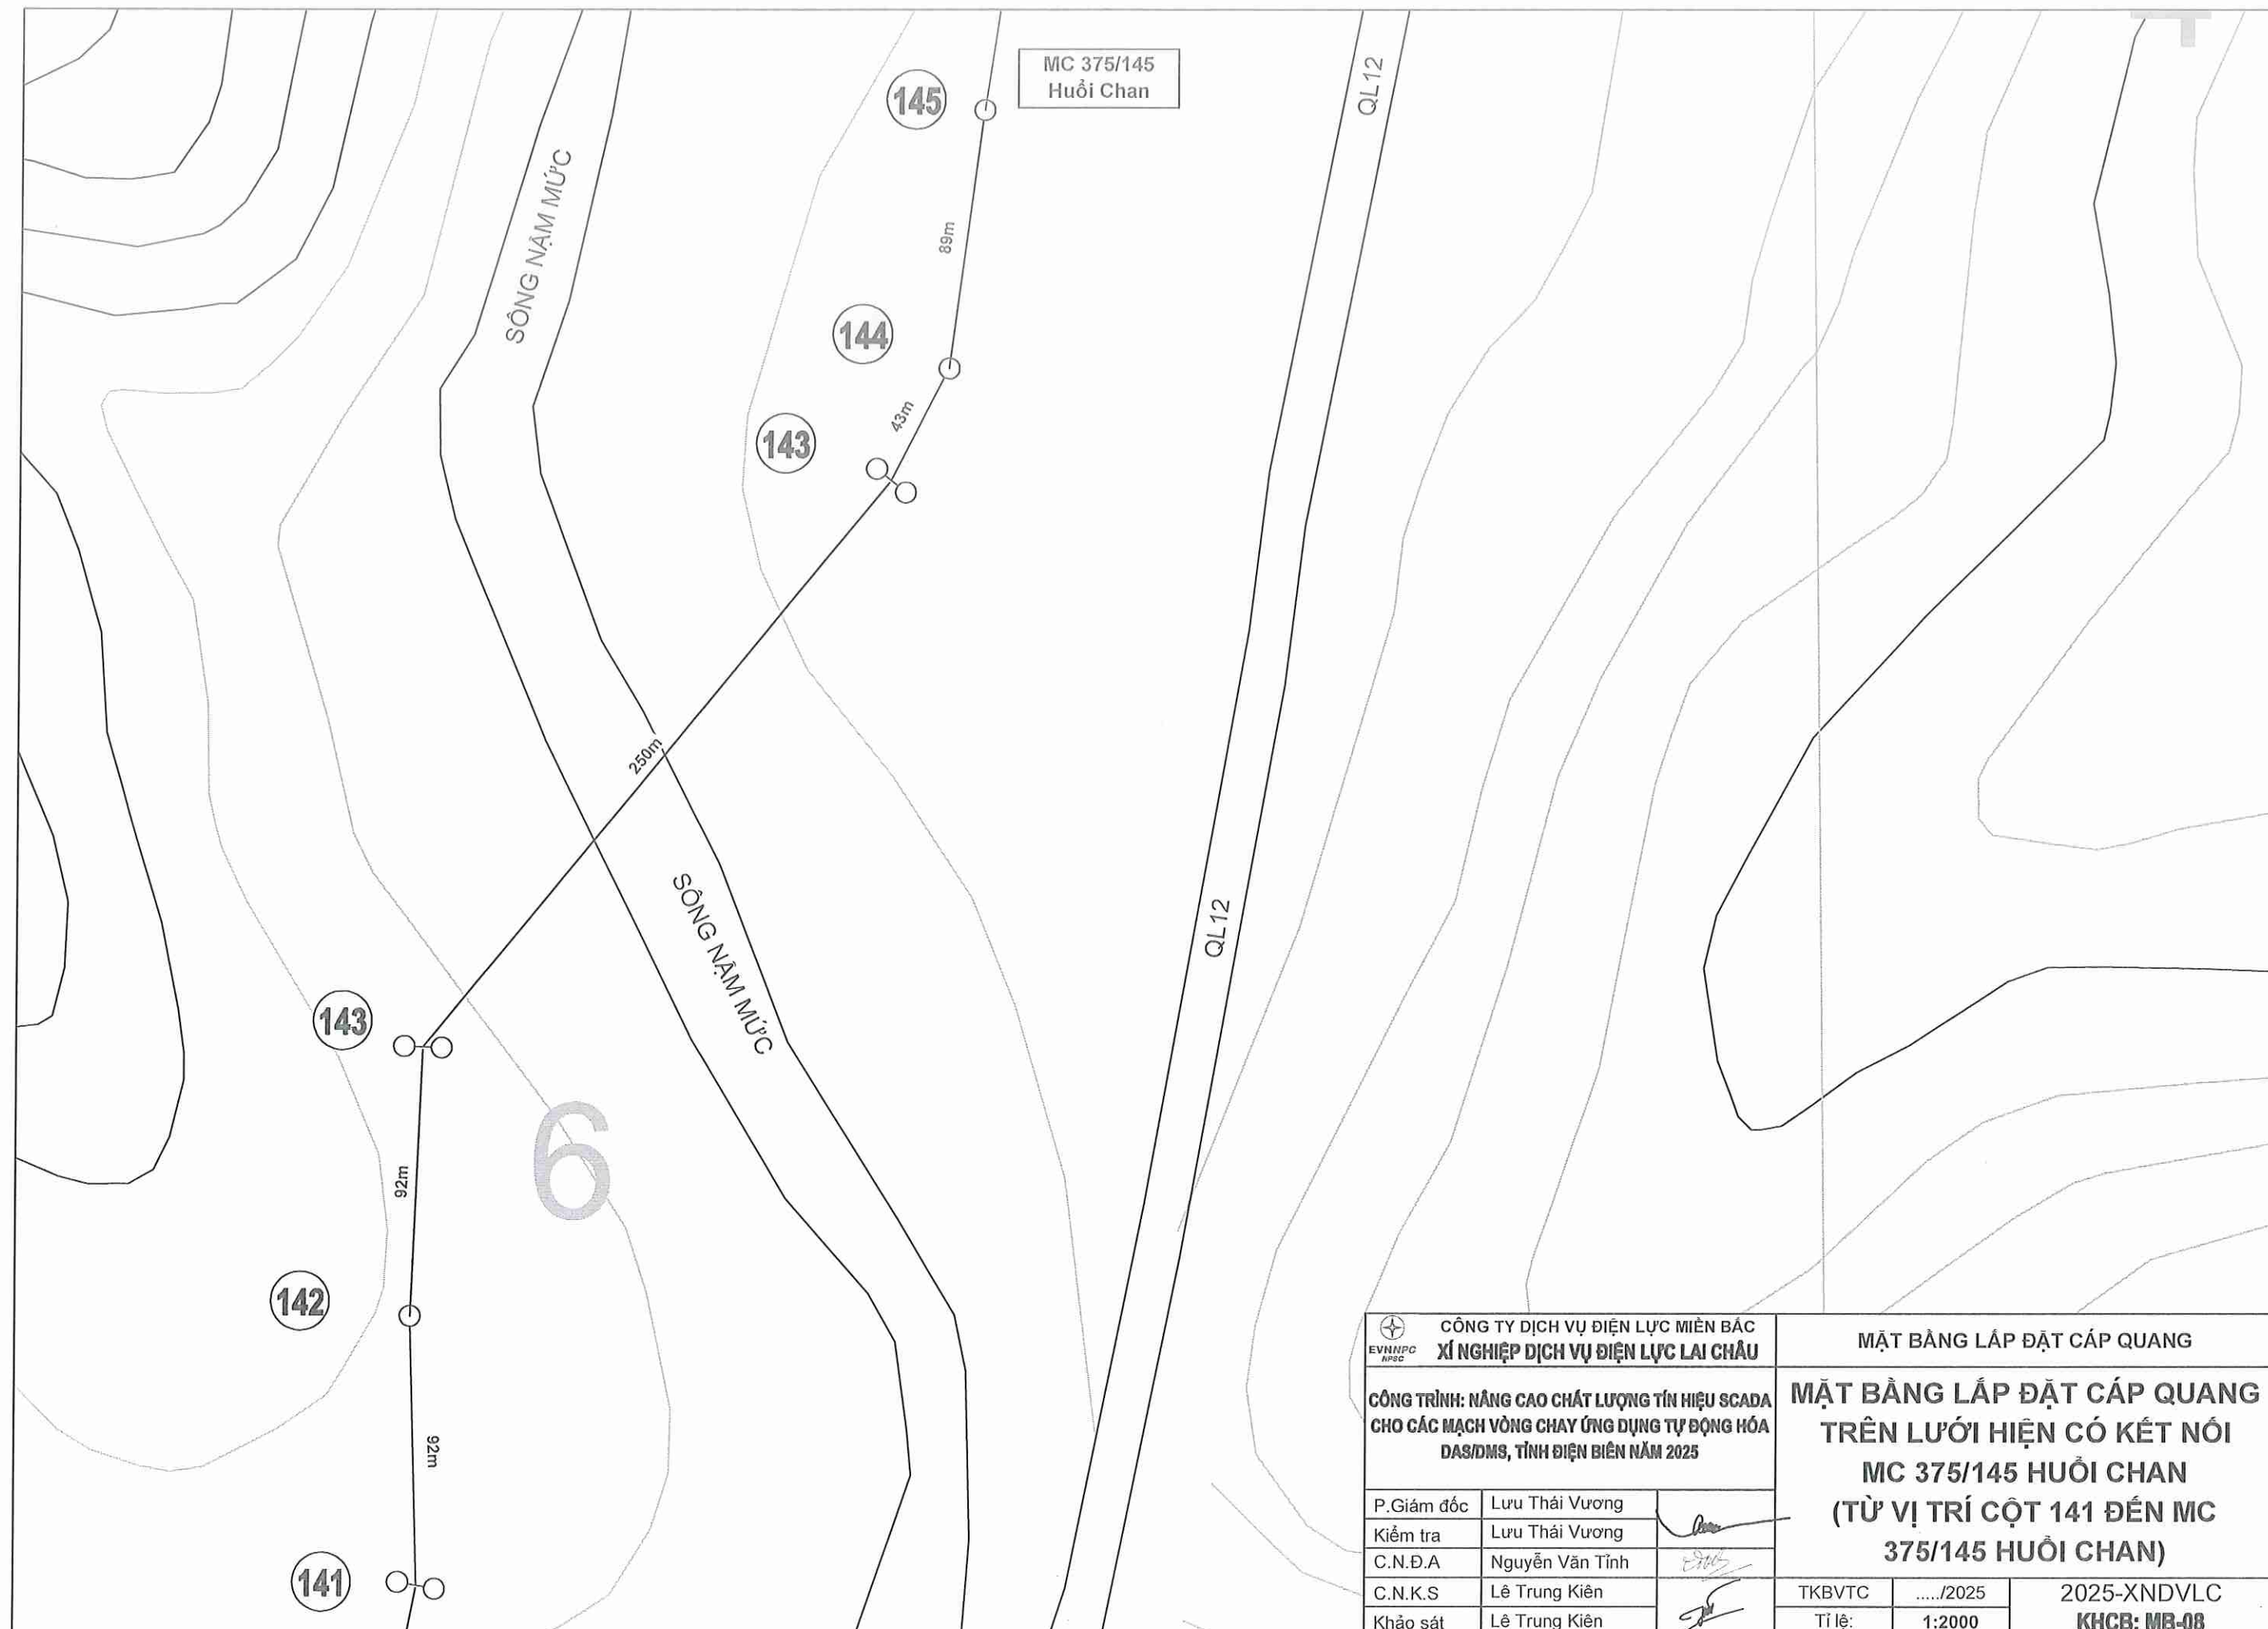 MC 375/145
Huổi Chan
145
QL12
SÔNG NẬM MỨC
89m
144
43m
143
250m
SÔNG NẬM MỨC
QL12
143
92m
6
142
92m
141
EVNNPC
NPSC
CÔNG TY DỊCH VỤ ĐIỆN LỰC MIỀN BẮC
XÍ NGHIỆP DỊCH VỤ ĐIỆN LỰC LAI CHÂU
MẶT BẰNG LẮP ĐẶT CÁP QUANG
CÔNG TRÌNH: NÂNG CAO CHẤT LƯỢNG TÍN HIỆU SCADA
CHO CÁC MẠCH VÒNG CHAY ỨNG DỤNG TỰ ĐỘNG HÓA
DAS/DMS, TỈNH ĐIỆN BIÊN NĂM 2025
MẶT BẰNG LẮP ĐẶT CÁP QUANG
TRÊN LƯỚI HIỆN CÓ KẾT NỐI
MC 375/145 HUỔI CHAN
(TỪ VỊ TRÍ CỘT 141 ĐẾN MC
375/145 HUỔI CHAN)
P.Giám đốc Lưu Thái Vương
Kiểm tra Lưu Thái Vương
C.N.Đ.A Nguyễn Văn Tĩnh
C.N.K.S Lê Trung Kiên
Khảo sát Lê Trung Kiên
TKBVTC ...../2025 2025-XNDVLC
Tỉ lệ: 1:2000 KHCB: MB-08